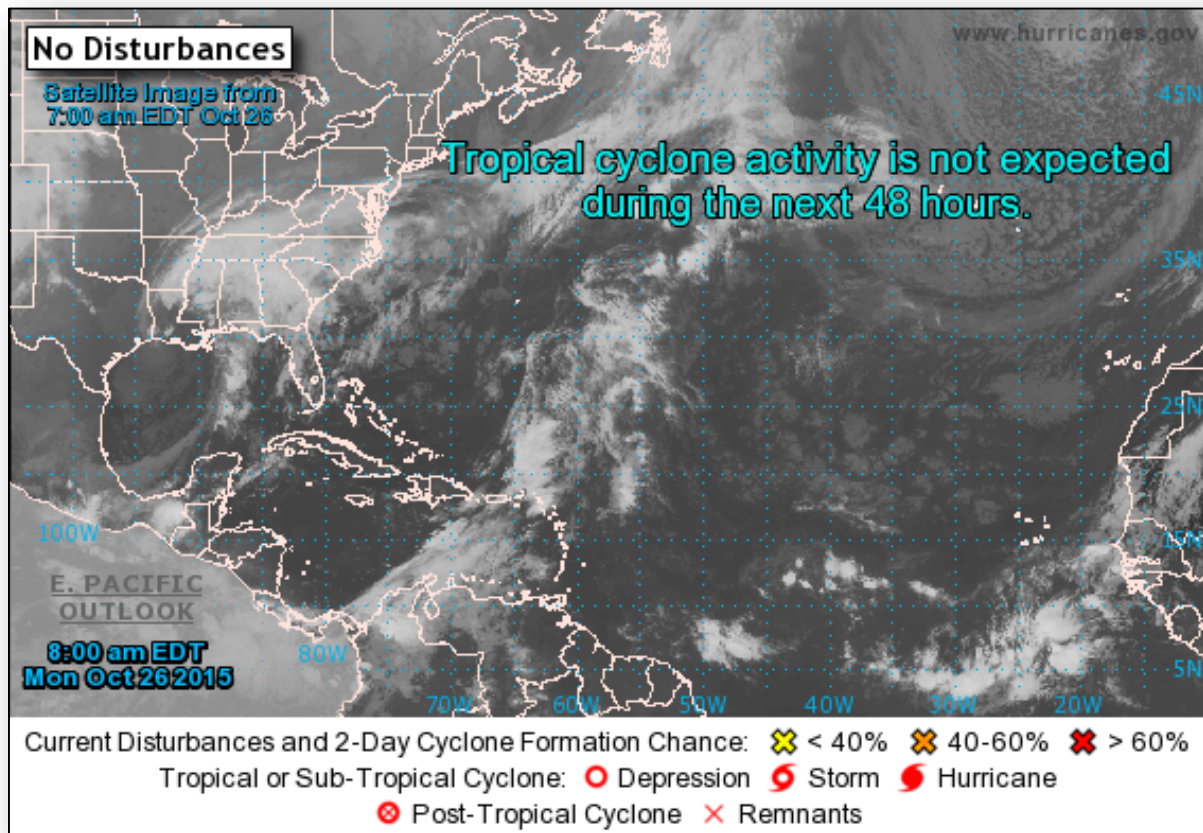 No Disturbances
www.hurricanes.gov
Satellite Image from
7:00 am EDT Oct 26
45N
Tropical cyclone activity is not expected
during the next 48 hours.
35N
25N
100W
15N
E. PACIFIC
OUTLOOK
8:00 am EDT
Mon Oct 26 2015
80W
5N
70W 60W 50W 40W 30W 20W
Current Disturbances and 2-Day Cyclone Formation Chance: < 40% 40-60% > 60%
Tropical or Sub-Tropical Cyclone: Depression Storm Hurricane
Post-Tropical Cyclone Remnants